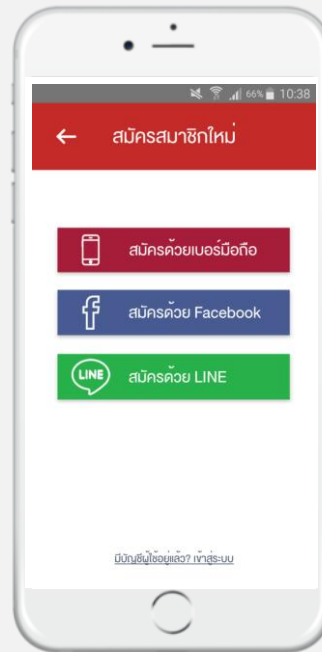 66% 10:38
สมัครสมาชิกใหม่
สมัครด้วยเบอร์มือถือ
สมัครด้วย Facebook
LINE สมัครด้วย LINE
มีบัญชีผู้ใช้อยู่แล้ว? เข้าสู่ระบบ